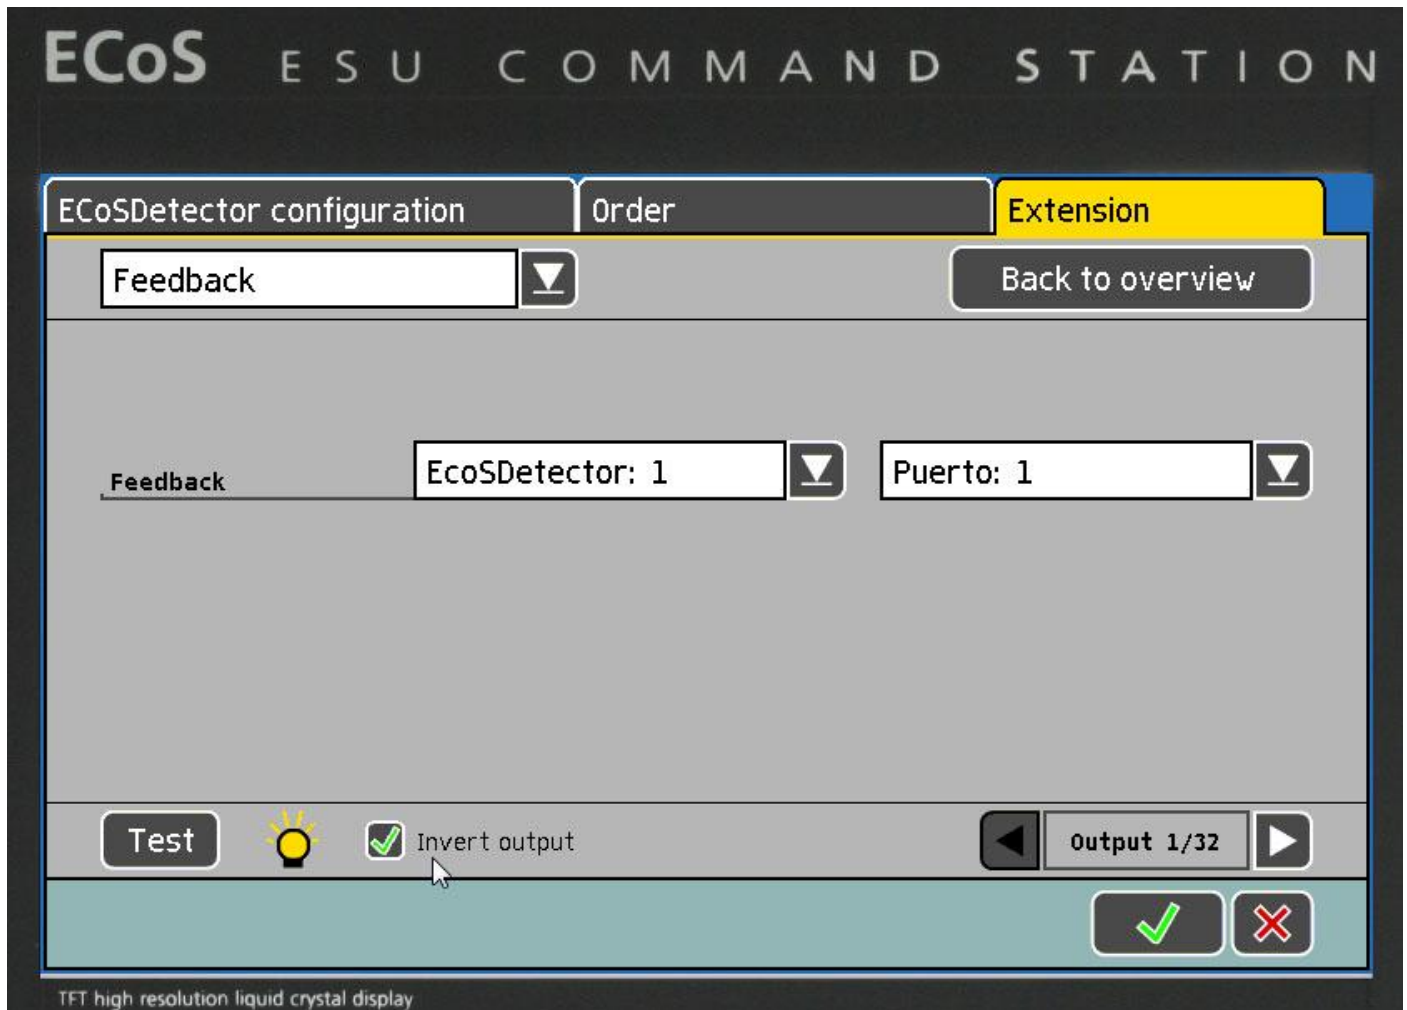 ECoS ESU COMMAND STATION
ECoSDetector configuration Order Extension
Feedback Back to overview
Feedback EcoSDetector: 1 Puerto: 1
Test Invert output Output 1/32
TFT high resolution liquid crystal display